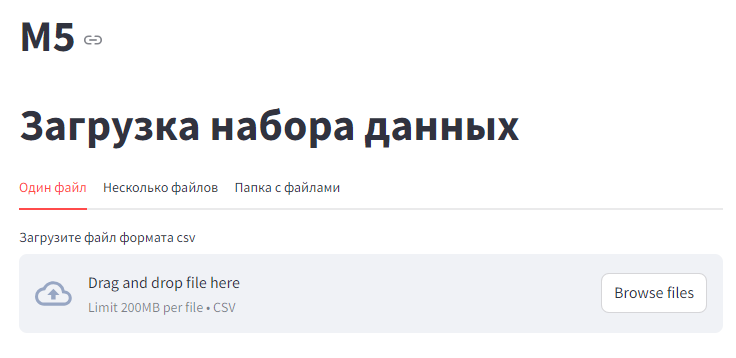 M5
Загрузка набора данных
Один файл Несколько файлов Папка с файлами
Загрузите файл формата csv
Drag and drop file here
Limit 200MB per file • CSV
Browse files